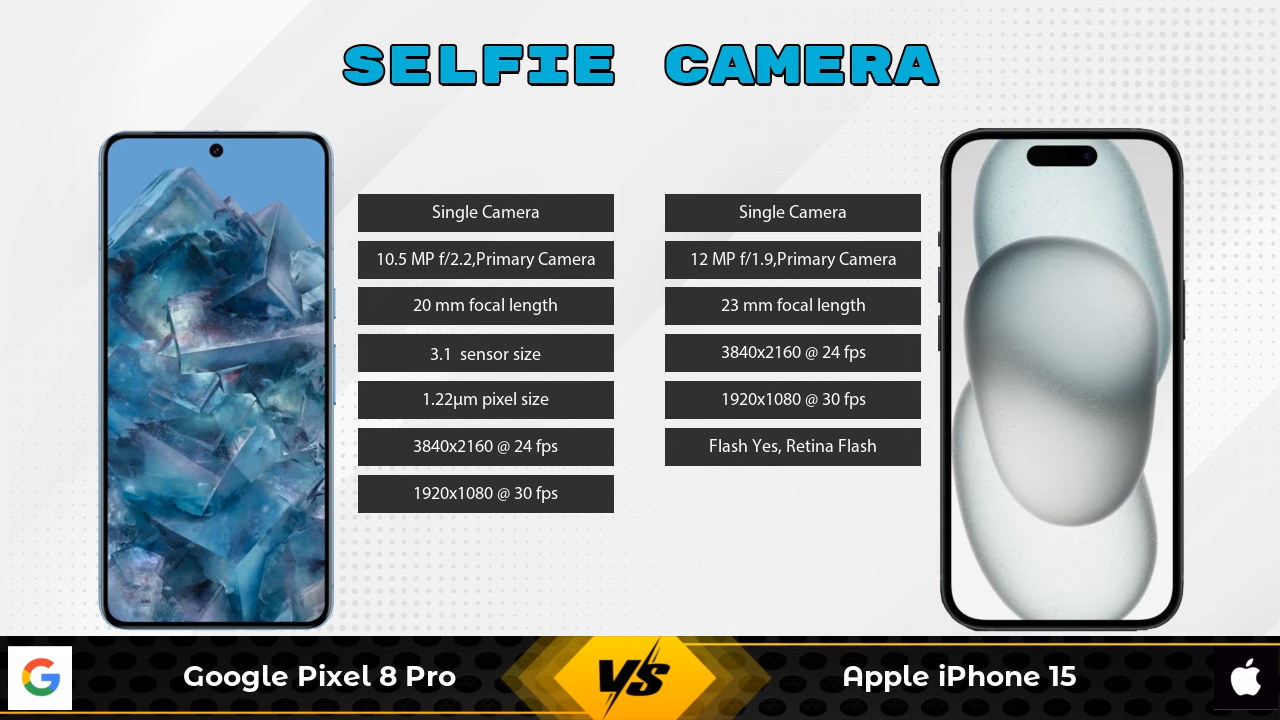 SELFIE CAMERA
Single Camera
10.5 MP f/2.2,Primary Camera
20 mm focal length
3.1 sensor size
1.22µm pixel size
3840x2160 @ 24 fps
1920x1080 @ 30 fps
Single Camera
12 MP f/1.9,Primary Camera
23 mm focal length
3840x2160 @ 24 fps
1920x1080 @ 30 fps
Flash Yes, Retina Flash
G
Google Pixel 8 Pro
VS
Apple iPhone 15